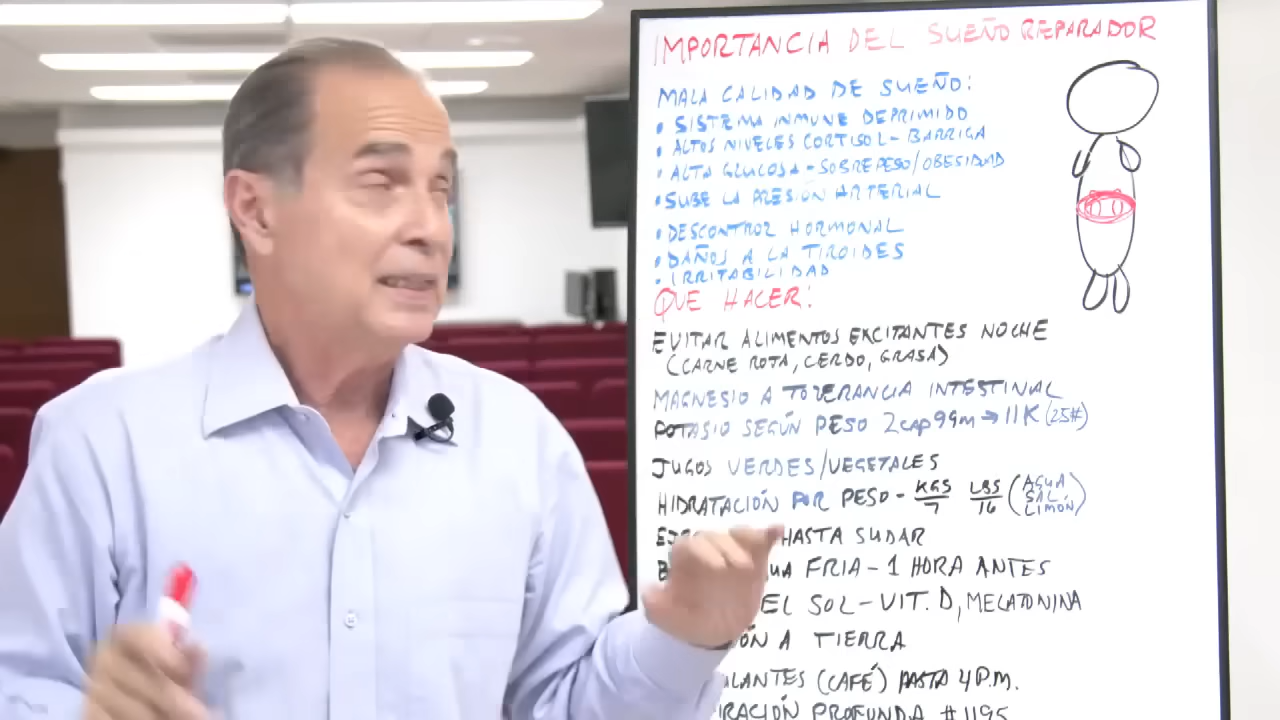 IMPORTANCIA DEL SUEÑO REPARADOR
MALA CALIDAD DE SUEÑO:
• SISTEMA INMUNE DEPRIMIDO
• ALTOS NIVELES CORTISOL - BARRIGA
• ALTA GLUCOSA - SOBREPESO/OBESIDAD
• SUBE LA PRESIÓN ARTERIAL
• DESCONTROL HORMONAL
• DAÑOS A LA TIROIDES
• IRRITABILIDAD
QUE HACER:
EVITAR ALIMENTOS EXCITANTES NOCHE
(CARNE ROJA, CERDO, GRASA)
MAGNESIO A TOLERANCIA INTESTINAL
POTASIO SEGÚN PESO 2cap 99m → 11K (25#)
JUGOS VERDES/VEGETALES
HIDRATACIÓN POR PESO - KGS/7 LBS/16 (AGUA SAL LIMÓN)
HASTA SUDAR
FRIA - 1 HORA ANTES
EL SOL - VIT. D, MELATONINA
A TIERRA
(CAFÉ) HASTA 4 P.M.
PROFUNDA #1195